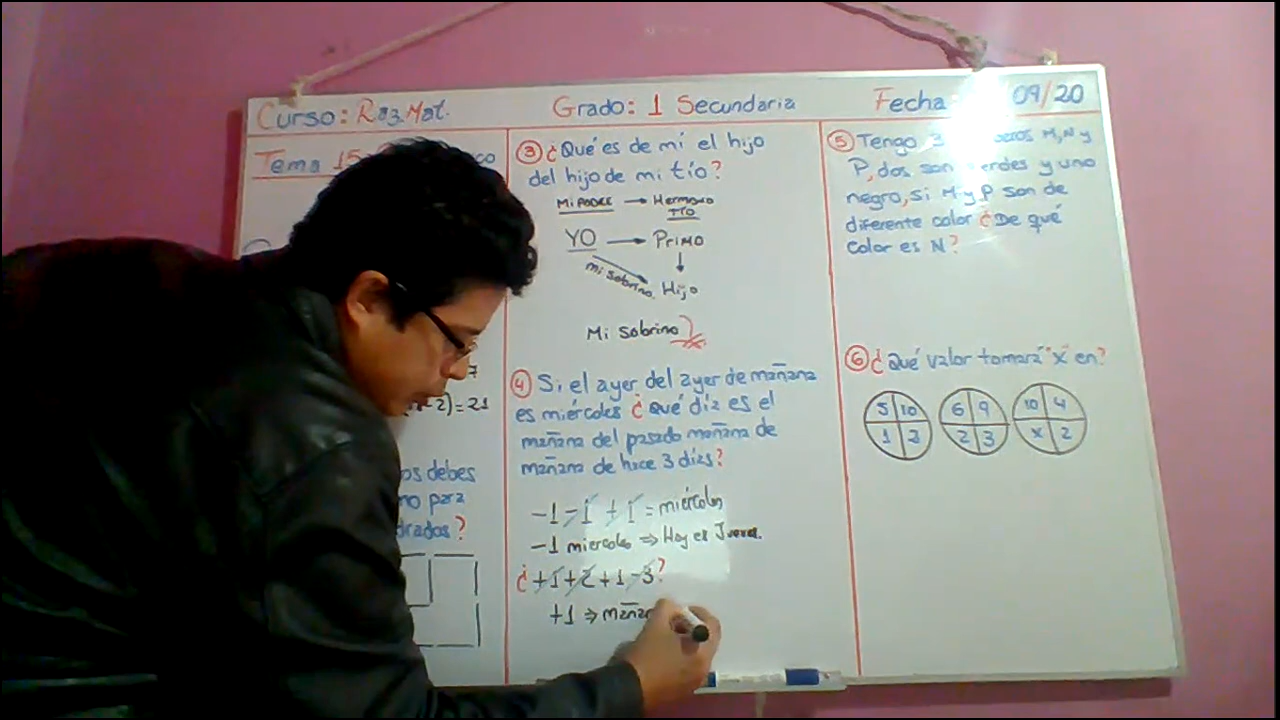 Curso: Raz. Mat.
Grado: 1 Secundaria
Fecha: 09/20
Tema 15
7
-2)=21
os debes
no para
drados?
③ ¿Qué es de mí el hijo
del hijo de mi tío?
Mi PADRE → Hermano
TÍO
YO → Primo
mi sobrino
Hijo
Mi sobrino
④ Si el ayer del ayer de mañana
es miércoles ¿Qué día es el
mañana del pasado mañana de
mañana de hace 3 días?
-1-1+1=miércoles
-1 miercoles ⇒ Hoy es Jueves.
¿+1+2+1-3?
+1 ⇒ mañan
⑤ Tengo 3 M,N y
P, dos son verdes y uno
negro, si M y P son de
diferente color ¿De qué
color es N?
⑥ ¿Qué valor tomará "x" en?
5 10 6 9 10 4
1 2 2 3 x 2